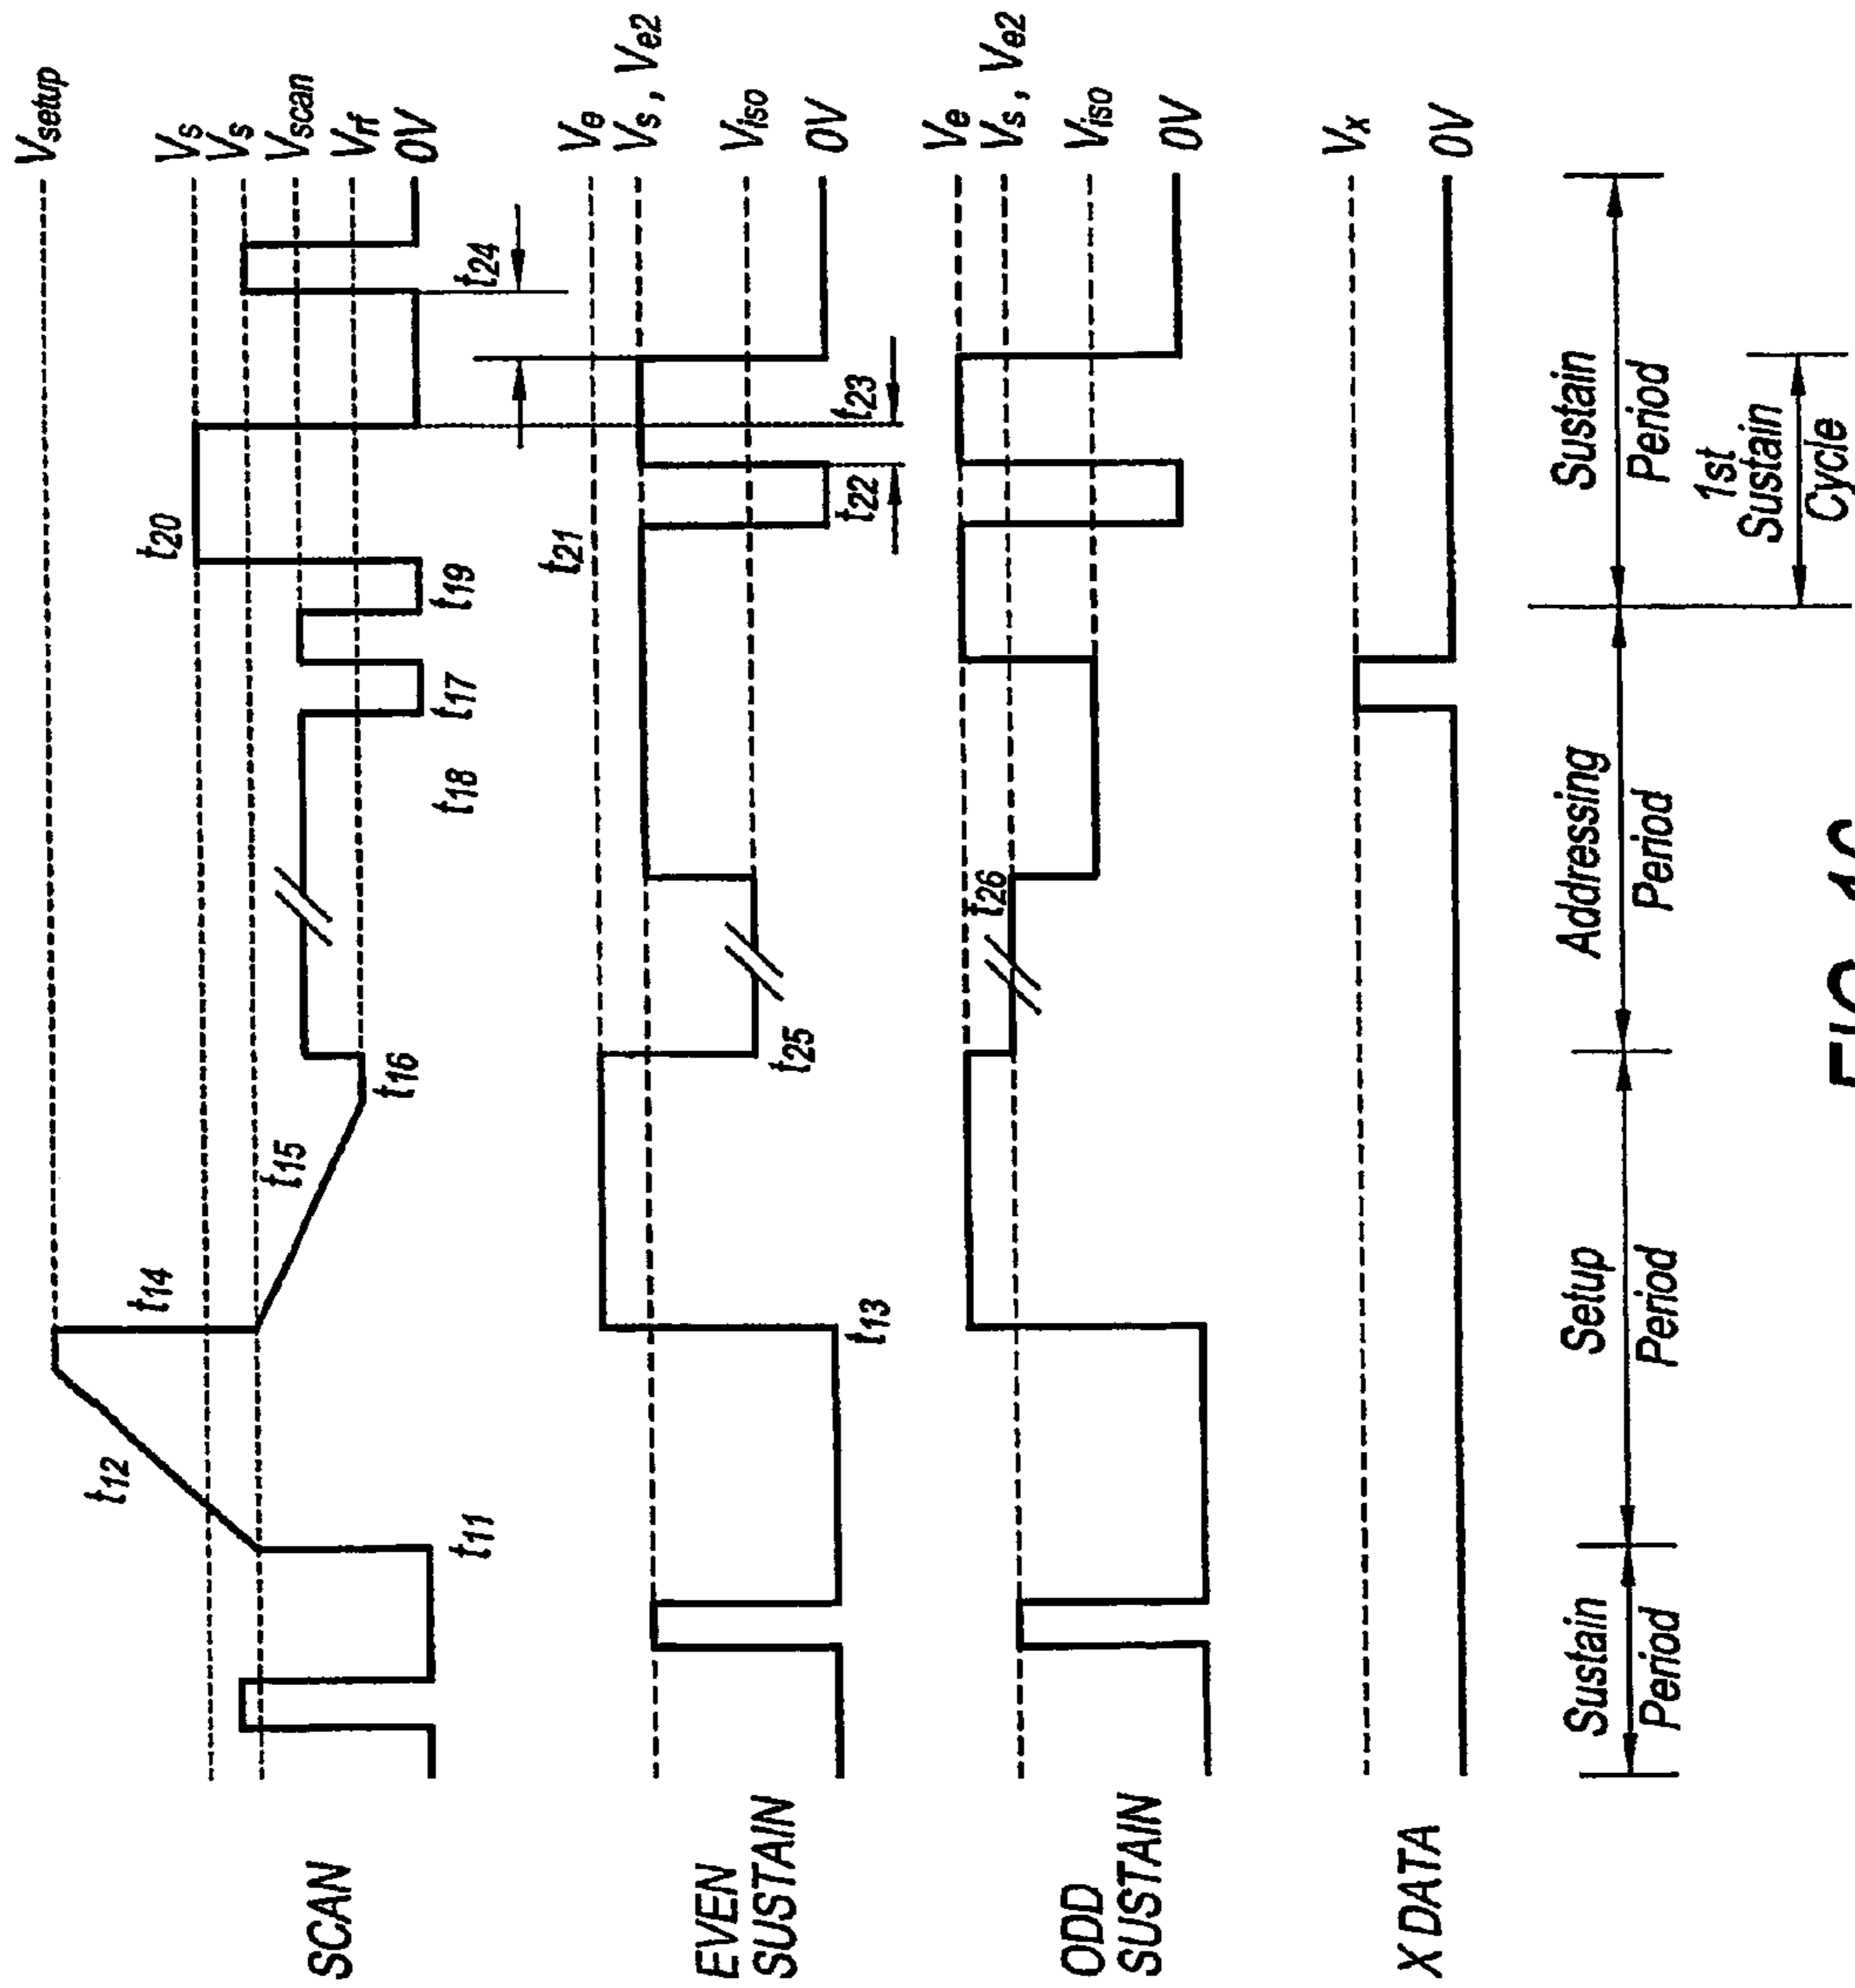 Vsetup
Vs
Vs
Vscan
Vrf
0V
t12
t14
t20
t15
t11
t16
t18
t17
t19
t24
SCAN
Ve
Vs, Ve2
Viso
0V
t21
t13
t25
t22
t23
EVEN
SUSTAIN
Ve
Vs, Ve2
Viso
0V
t26
ODD
SUSTAIN
Vx
0V
X DATA
Sustain
Period
Setup
Period
Addressing
Period
Sustain
Period
1st
Sustain
Cycle